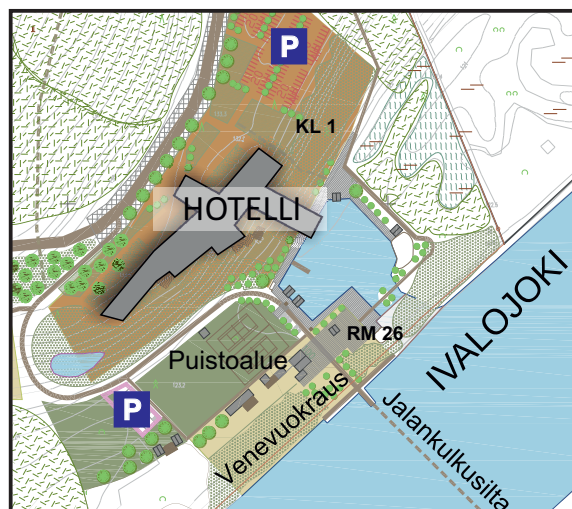 P
KL 1
HOTELLI
RM 26
IVALOJOKI
Puistoalue
P
Venevuokraus
Jalankulkusilta